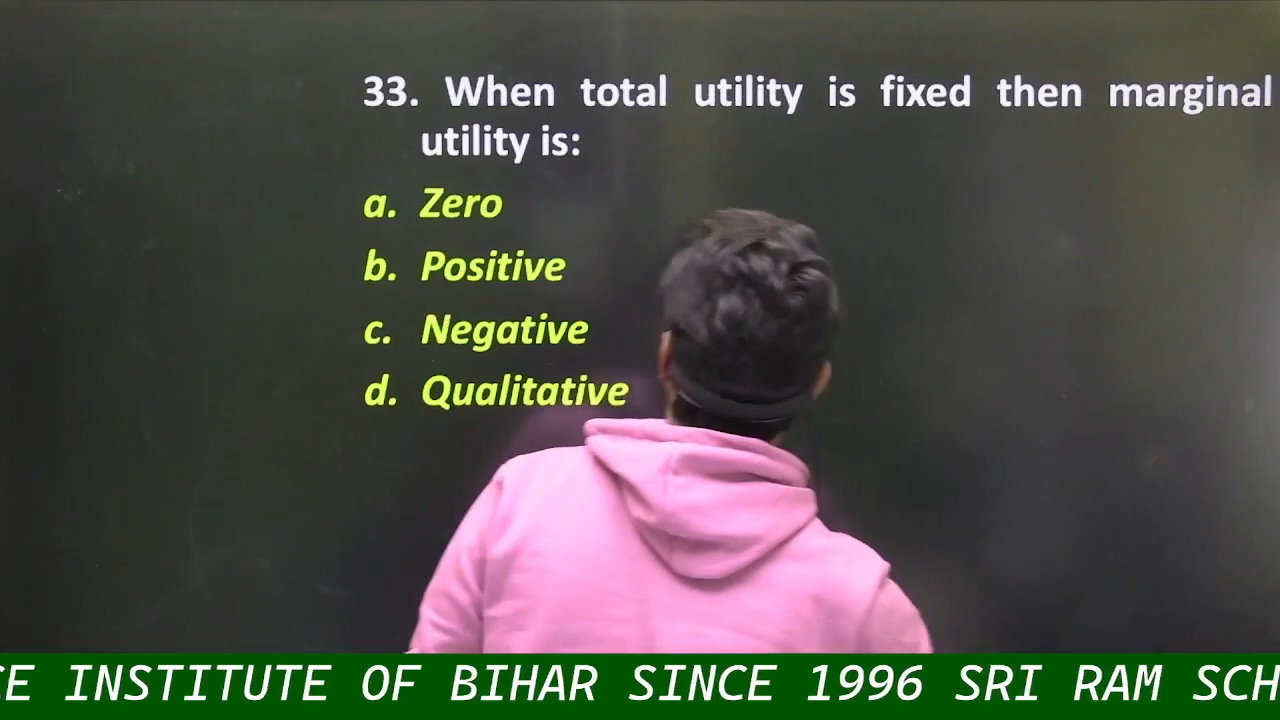 33. When total utility is fixed then marginal
utility is:
a. Zero
b. Positive
c. Negative
d. Qualitative
INSTITUTE OF BIHAR SINCE 1996 SRI RAM